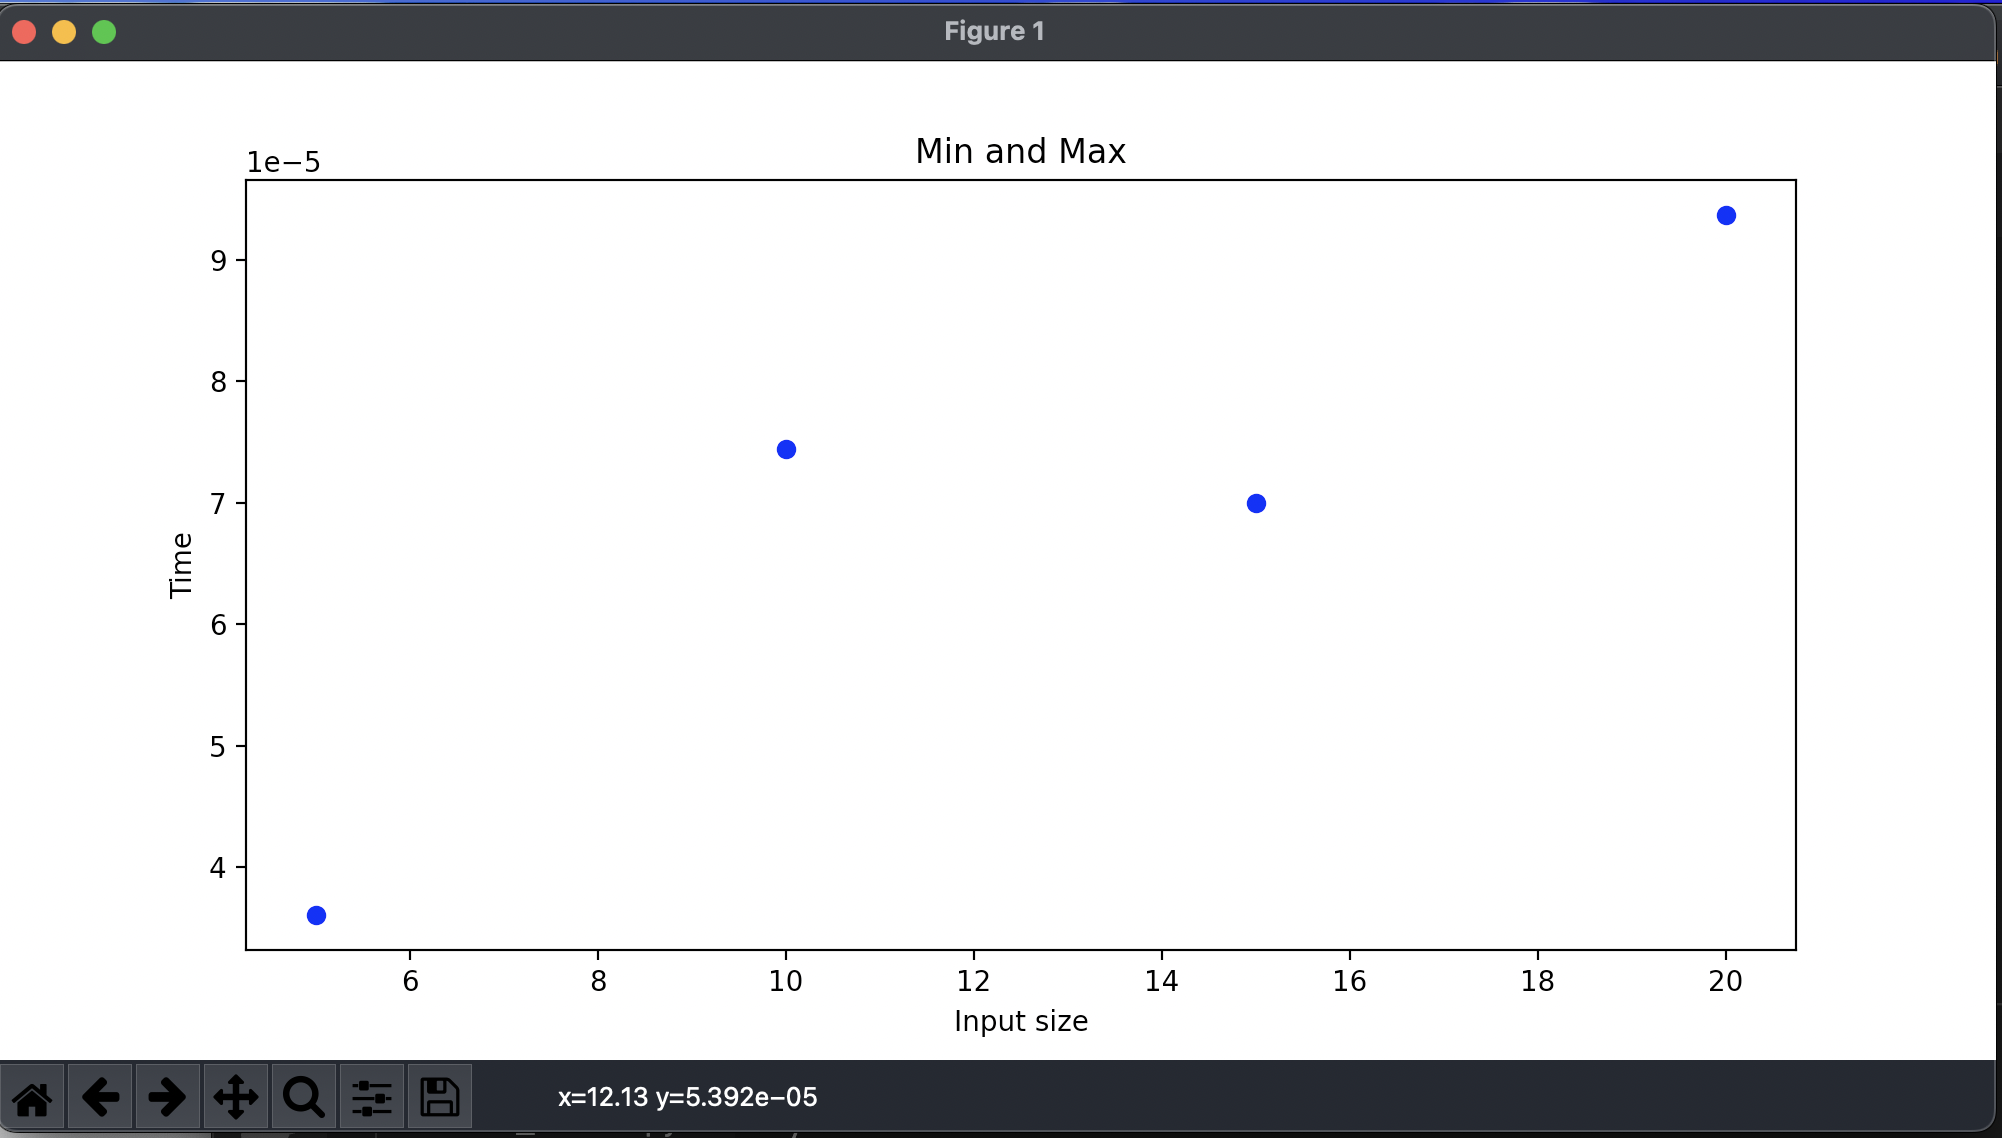 Figure 1
Min and Max
1e−5
9
8
7
6
5
4
Time
6 8 10 12 14 16 18 20
Input size
x=12.13 y=5.392e−05